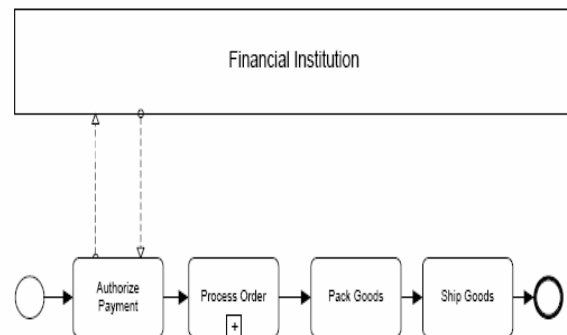 Financial Institution
Authorize
Payment
Process Order
Pack Goods
Ship Goods